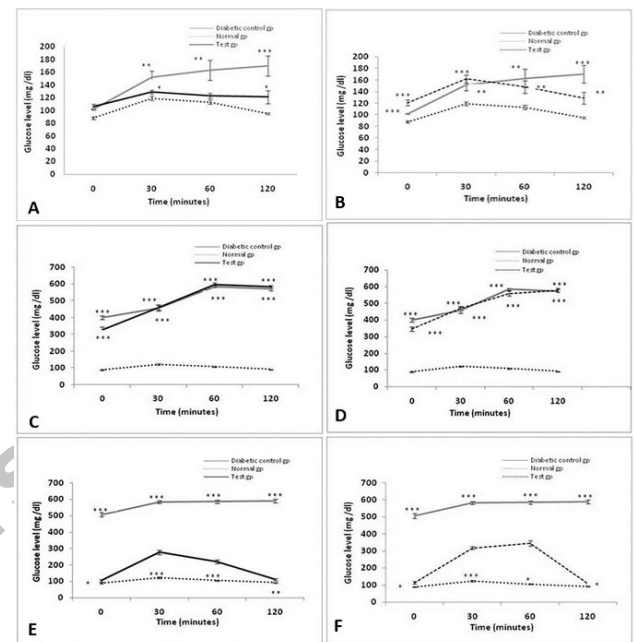 Diabetic control gp
Normal gp
Test gp
Glucose level (mg/dl)
200
180
160
140
120
100
80
60
40
20
0
** ** ***
* *
0 30 60 120
Time (minutes)
A
Diabetic control gp
Normal gp
Test gp
Glucose level (mg/dl)
200
180
160
140
120
100
80
60
40
20
0
*** *** ** ***
*** ** ** **
0 30 60 120
Time (minutes)
B
Diabetic control gp
Normal gp
Test gp
Glucose level (mg/dl)
700
600
500
400
300
200
100
0
*** *** *** ***
*** *** *** ***
0 30 60 120
Time (minutes)
C
Diabetic control gp
Normal gp
Test gp
Glucose level (mg/dl)
700
600
500
400
300
200
100
0
*** *** *** ***
*** *** *** ***
0 30 60 120
Time (minutes)
D
Diabetic control gp
Normal gp
Test gp
Glucose level (mg/dl)
700
600
500
400
300
200
100
0
*** *** *** ***
* *** *** **
0 30 60 120
Time (minutes)
E
Diabetic control gp
Normal gp
Test gp
Glucose level (mg/dl)
700
600
500
400
300
200
100
0
*** *** *** ***
* *** * *
0 30 60 120
Time (minutes)
F